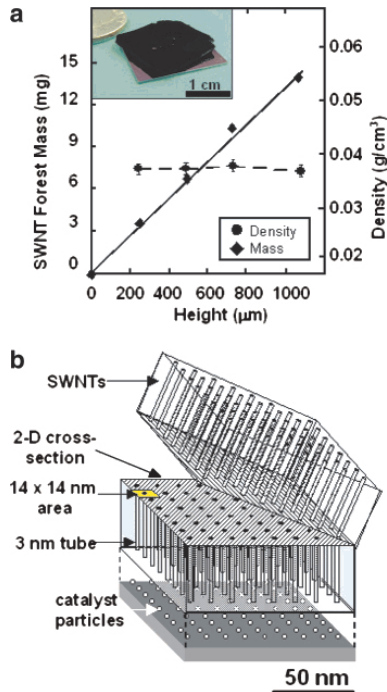 a
1 cm
SWNT Forest Mass (mg)
15
12
9
6
3
0
0.06
0.05
0.04
0.03
0.02
Density (g/cm³)
Density
Mass
0 200 400 600 800 1000
Height (μm)
b
SWNTs
2-D cross-
section
14 x 14 nm
area
3 nm tube
catalyst
particles
50 nm